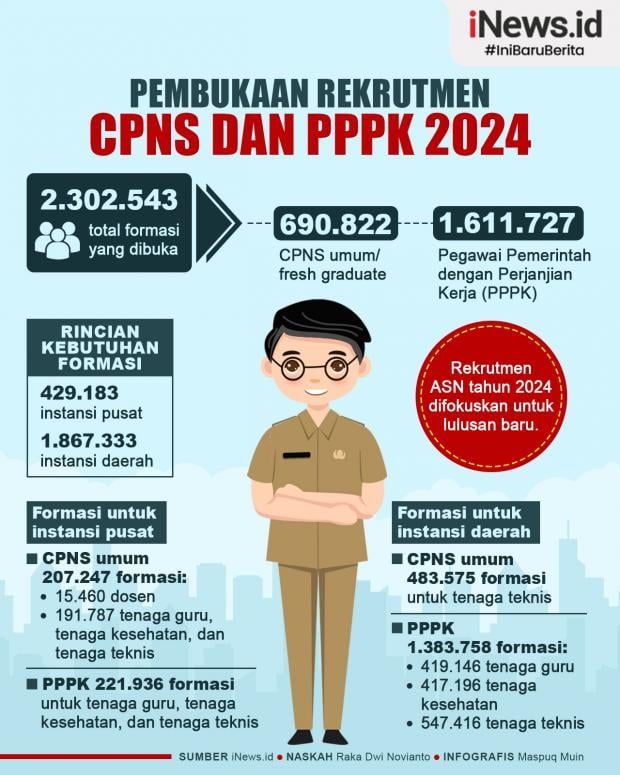 iNews.id
#IniBaruBerita
PEMBUKAAN REKRUTMEN
CPNS DAN PPPK 2024
2.302.543
total formasi
yang dibuka
690.822
CPNS umum/
fresh graduate
1.611.727
Pegawai Pemerintah
dengan Perjanjian
Kerja (PPPK)
RINCIAN
KEBUTUHAN
FORMASI
429.183
instansi pusat
1.867.333
instansi daerah
Rekrutmen
ASN tahun 2024
difokuskan untuk
lulusan baru.
Formasi untuk
instansi pusat
■ CPNS umum
207.247 formasi:
• 15.460 dosen
• 191.787 tenaga guru,
tenaga kesehatan, dan
tenaga teknis
■ PPPK 221.936 formasi
untuk tenaga guru, tenaga
kesehatan, dan tenaga teknis
Formasi untuk
instansi daerah
■ CPNS umum
483.575 formasi
untuk tenaga teknis
■ PPPK
1.383.758 formasi:
• 419.146 tenaga guru
• 417.196 tenaga
kesehatan
• 547.416 tenaga teknis
SUMBER iNews.id ● NASKAH Raka Dwi Novianto ● INFOGRAFIS Maspuq Muin